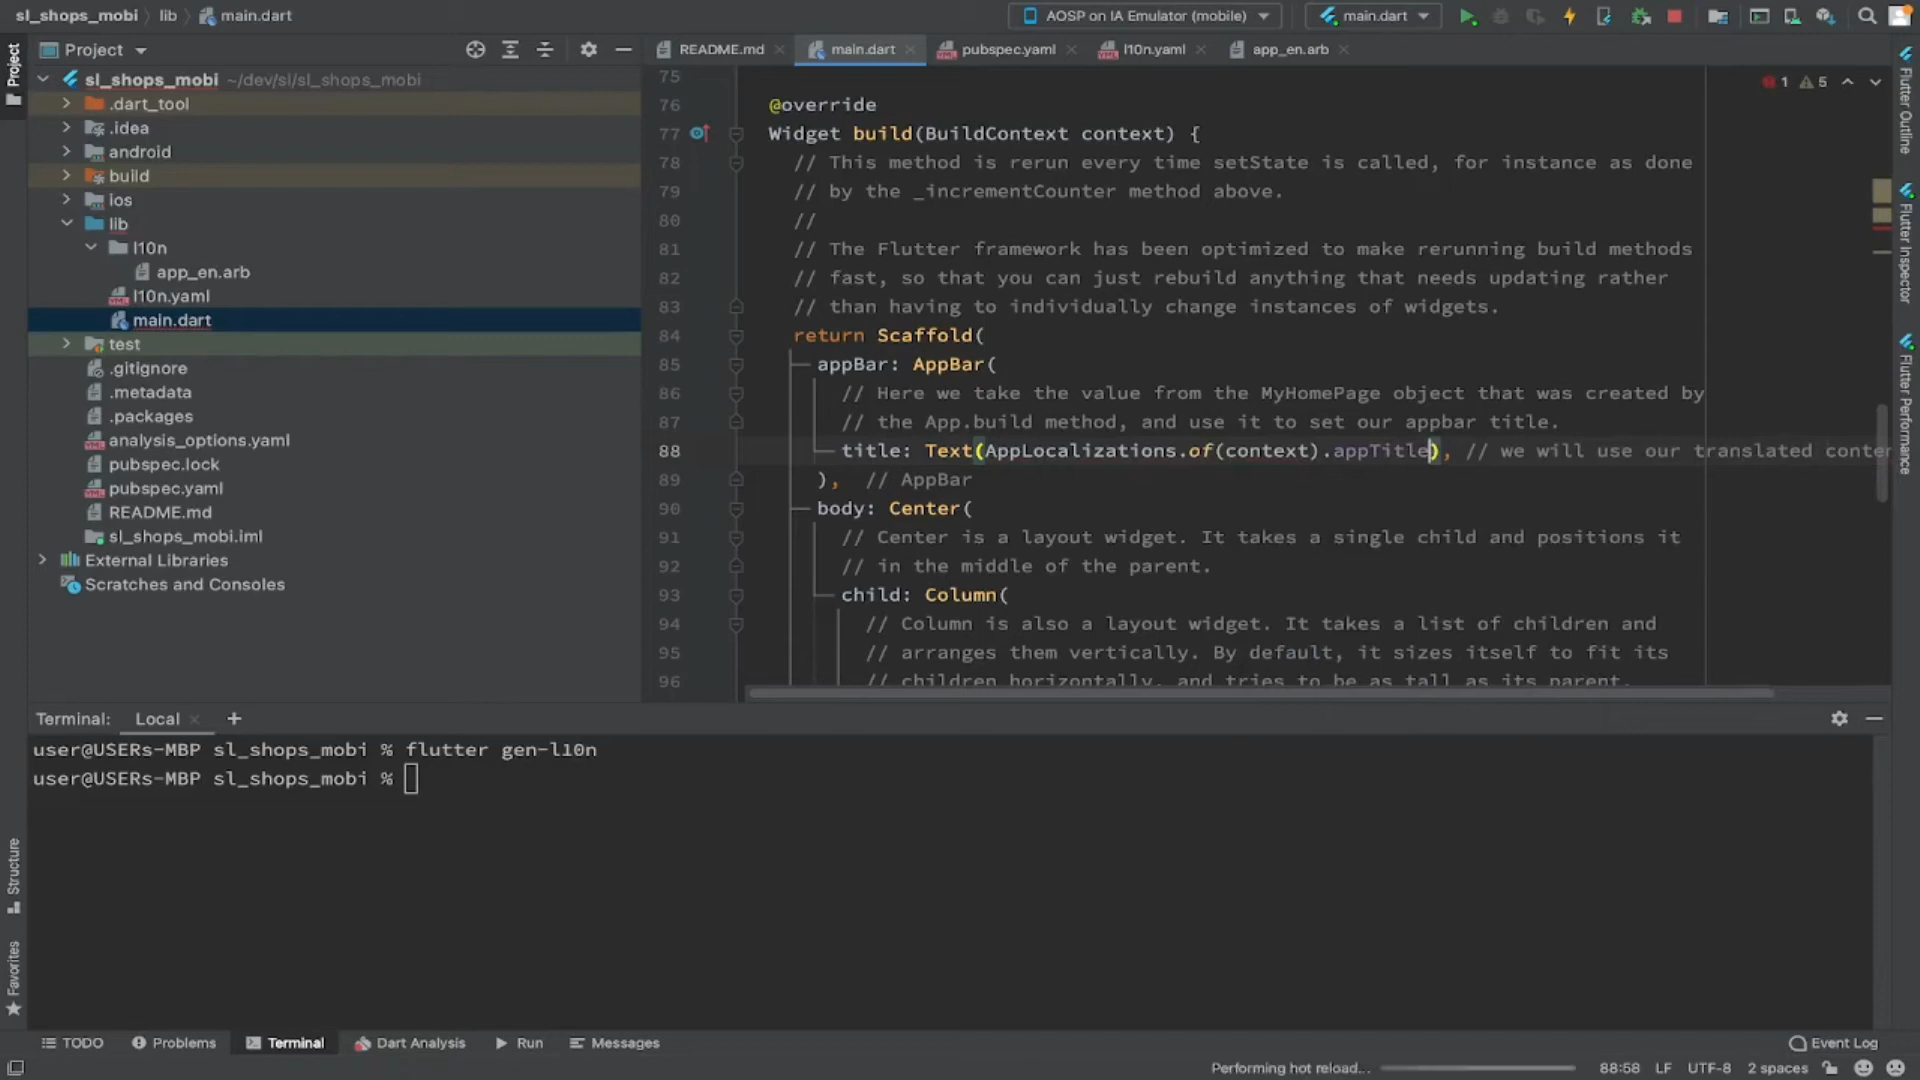 sl_shops_mobi lib main.dart AOSP on IA Emulator (mobile) main.dart
Project README.md main.dart pubspec.yaml l10n.yaml app_en.arb
Project
sl_shops_mobi ~/dev/sl/sl_shops_mobi
.dart_tool
.idea
android
build
ios
lib
l10n
app_en.arb
l10n.yaml
main.dart
test
.gitignore
.metadata
.packages
analysis_options.yaml
pubspec.lock
pubspec.yaml
README.md
sl_shops_mobi.iml
External Libraries
Scratches and Consoles
1 5
75
76 @override
77 Widget build(BuildContext context) {
78 // This method is rerun every time setState is called, for instance as done
79 // by the _incrementCounter method above.
80 //
81 // The Flutter framework has been optimized to make rerunning build methods
82 // fast, so that you can just rebuild anything that needs updating rather
83 // than having to individually change instances of widgets.
84 return Scaffold(
85 appBar: AppBar(
86 // Here we take the value from the MyHomePage object that was created by
87 // the App.build method, and use it to set our appbar title.
88 title: Text(AppLocalizations.of(context).appTitle), // we will use our translated conte
89 ), // AppBar
90 body: Center(
91 // Center is a layout widget. It takes a single child and positions it
92 // in the middle of the parent.
93 child: Column(
94 // Column is also a layout widget. It takes a list of children and
95 // arranges them vertically. By default, it sizes itself to fit its
96 // children horizontally, and tries to be as tall as its parent.
Flutter Outline
Flutter Inspector
Flutter Performance
Terminal: Local +
user@USERs-MBP sl_shops_mobi % flutter gen-l10n
user@USERs-MBP sl_shops_mobi %
Structure
Favorites
TODO Problems Terminal Dart Analysis Run Messages Event Log
Performing hot reload... 88:58 LF UTF-8 2 spaces